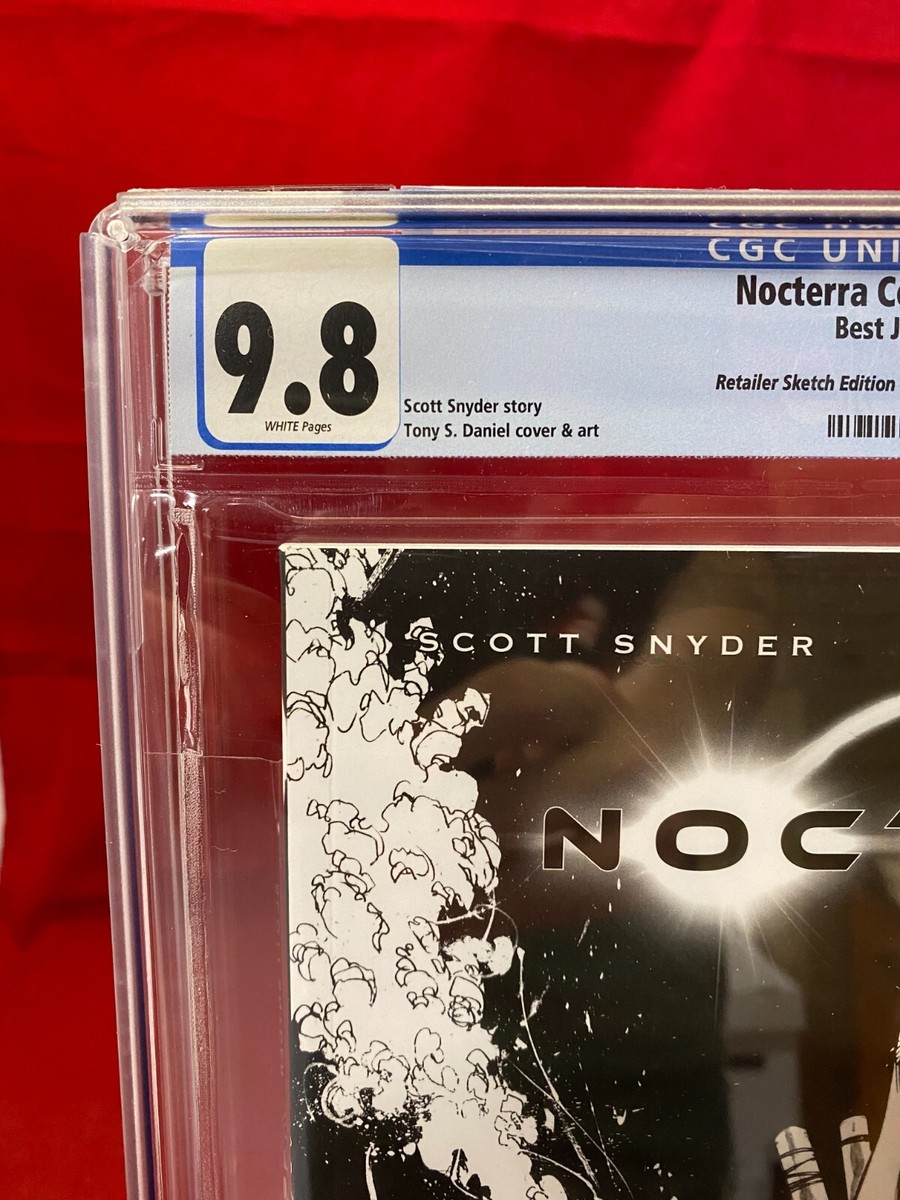 CGC UNI
Nocterra Co
Best J
9.8
WHITE Pages
Retailer Sketch Edition
Scott Snyder story
Tony S. Daniel cover & art
SCOTT SNYDER
NOC